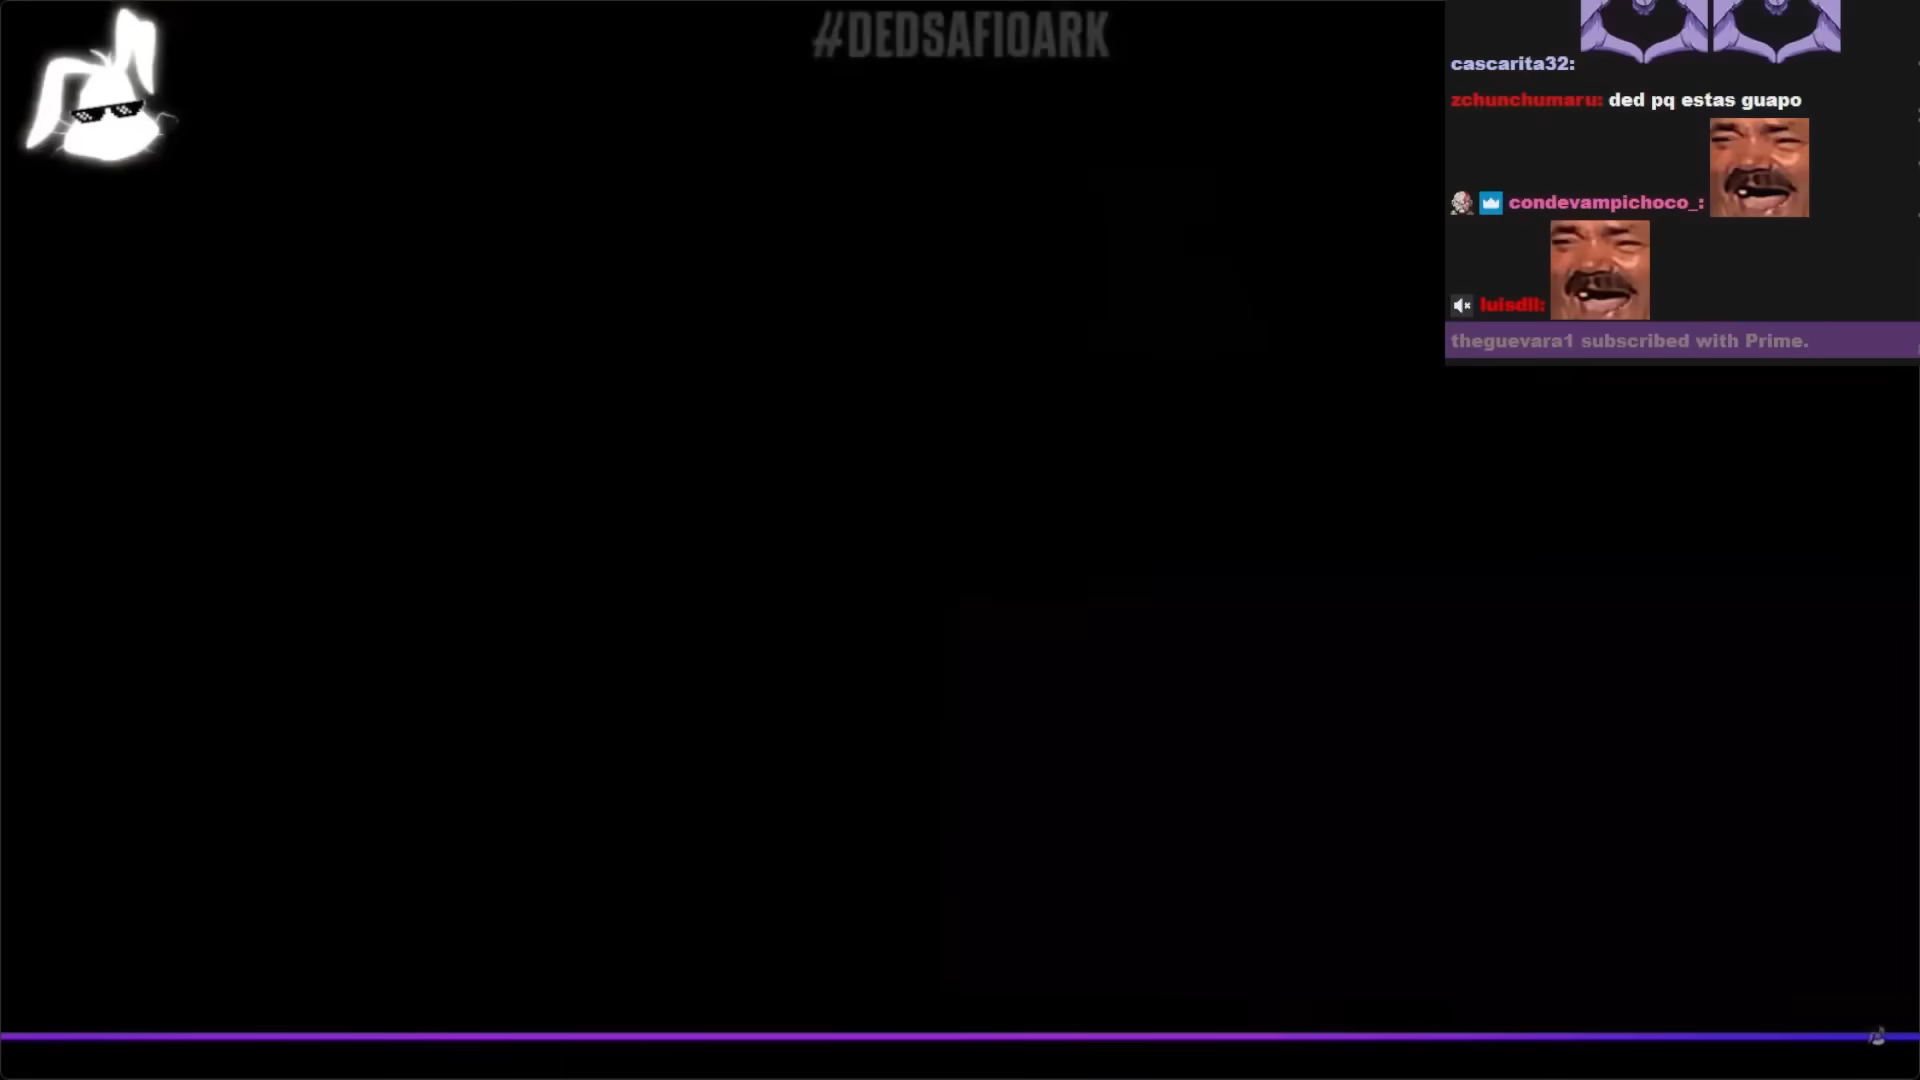 #DEDSAFIOARK
cascarita32:
zchunchumaru: ded pq estas guapo
condevampichoco_:
luisdll:
theguevara1 subscribed with Prime.